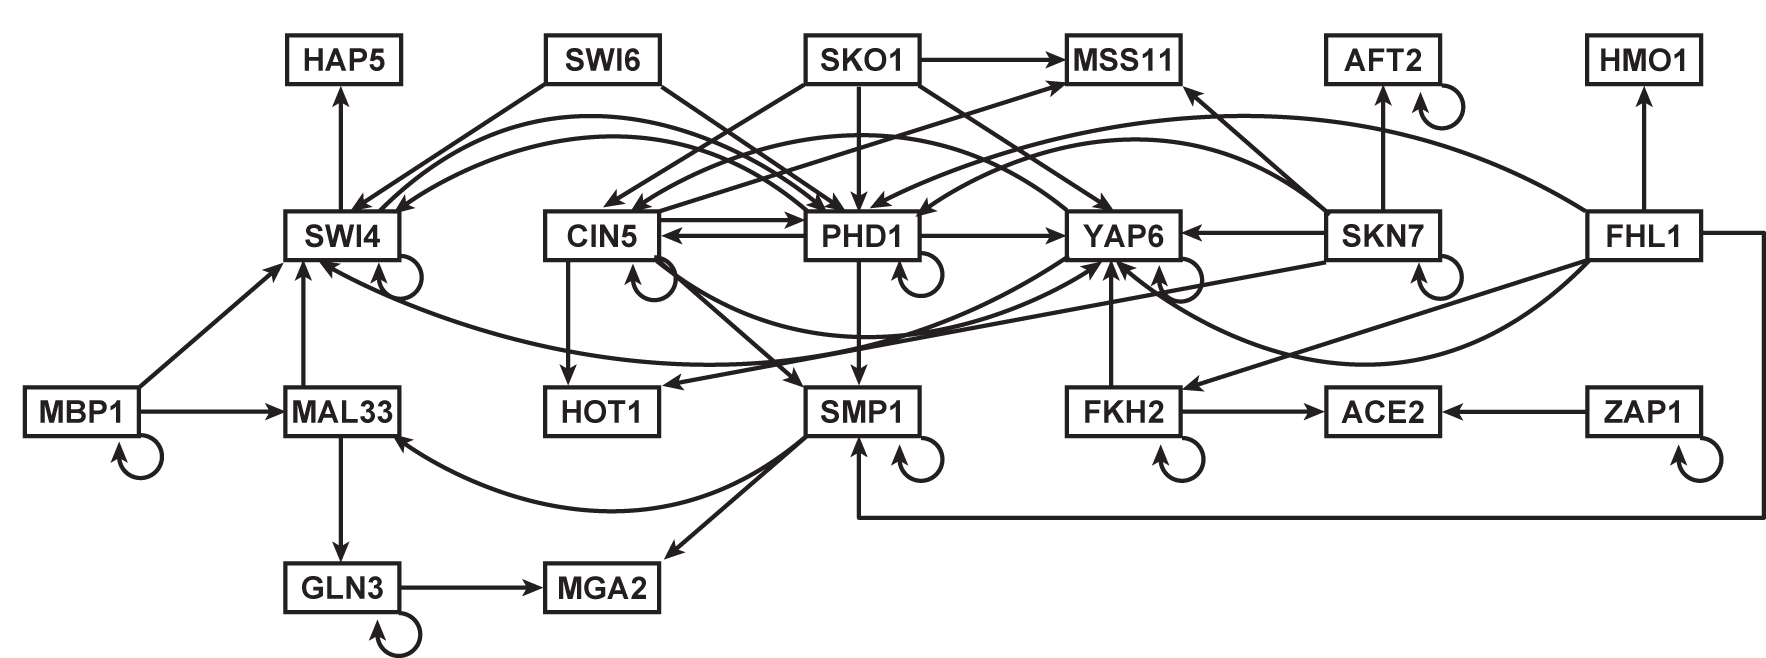 HAP5
SWI6
SKO1
MSS11
AFT2
HMO1
SWI4
CIN5
PHD1
YAP6
SKN7
FHL1
MBP1
MAL33
HOT1
SMP1
FKH2
ACE2
ZAP1
GLN3
MGA2